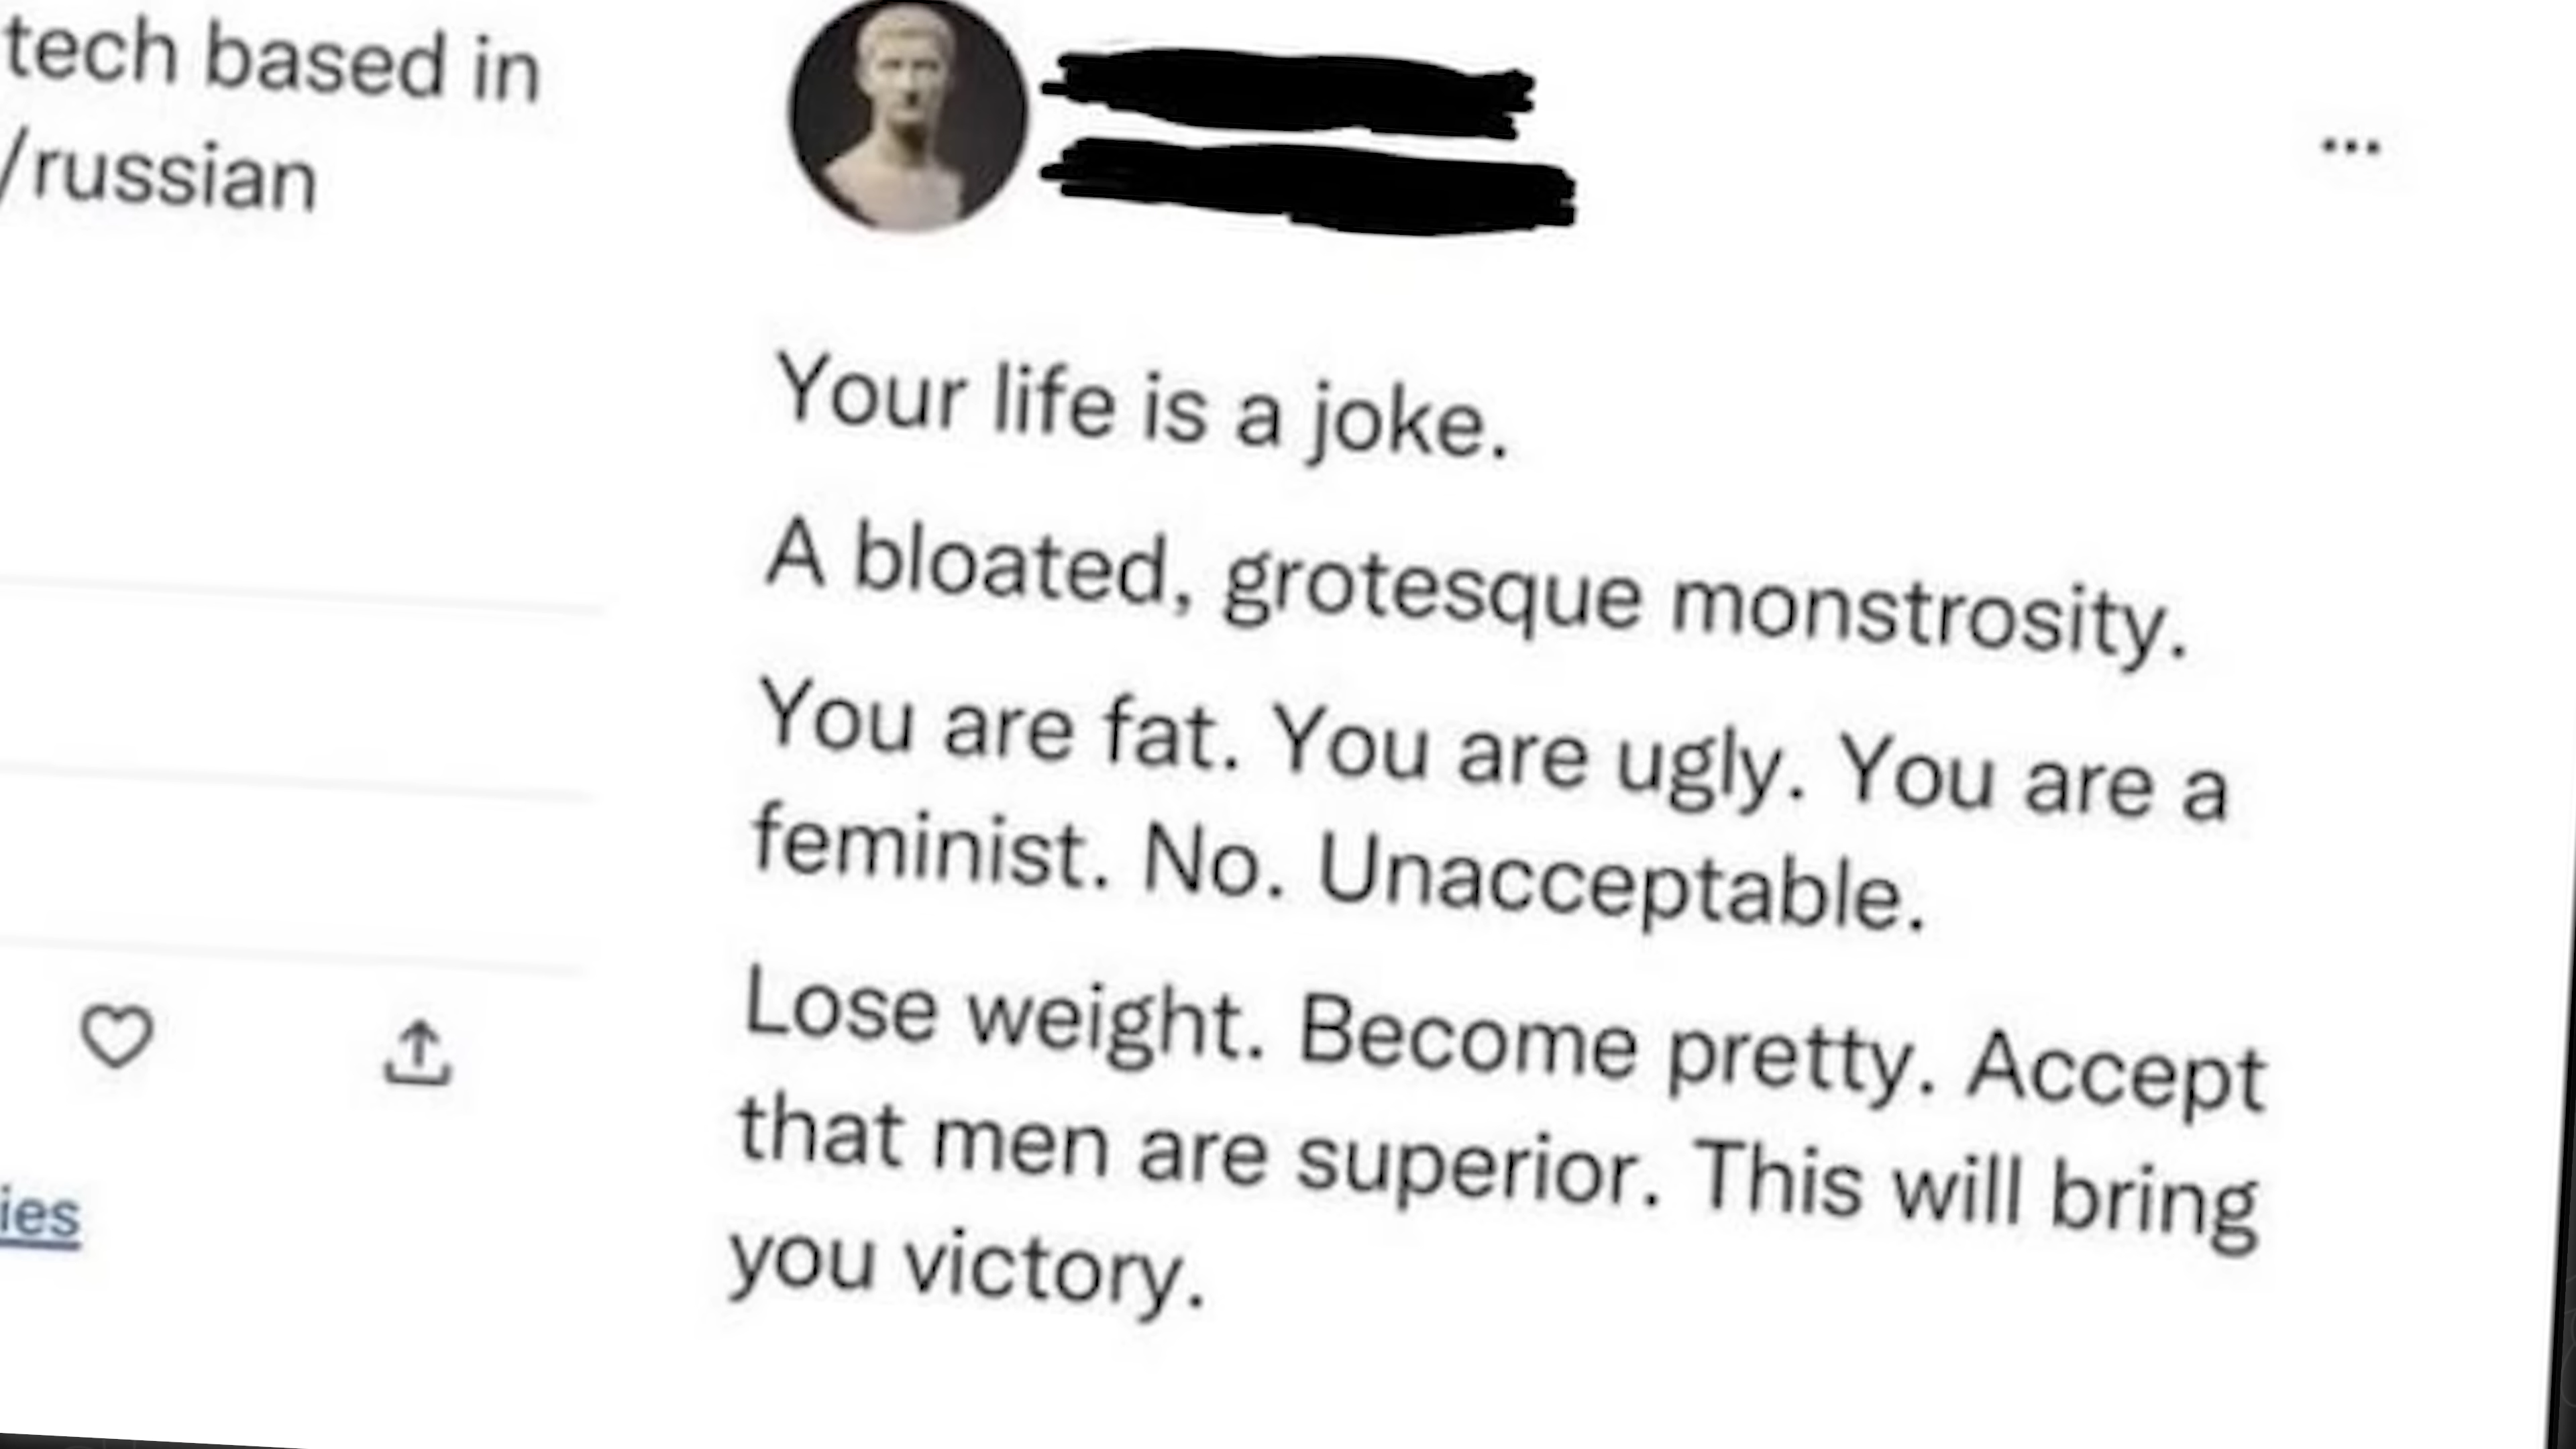 tech based in
/russian
ies
Your life is a joke.
A bloated, grotesque monstrosity.
You are fat. You are ugly. You are a
feminist. No. Unacceptable.
Lose weight. Become pretty. Accept
that men are superior. This will bring
you victory.